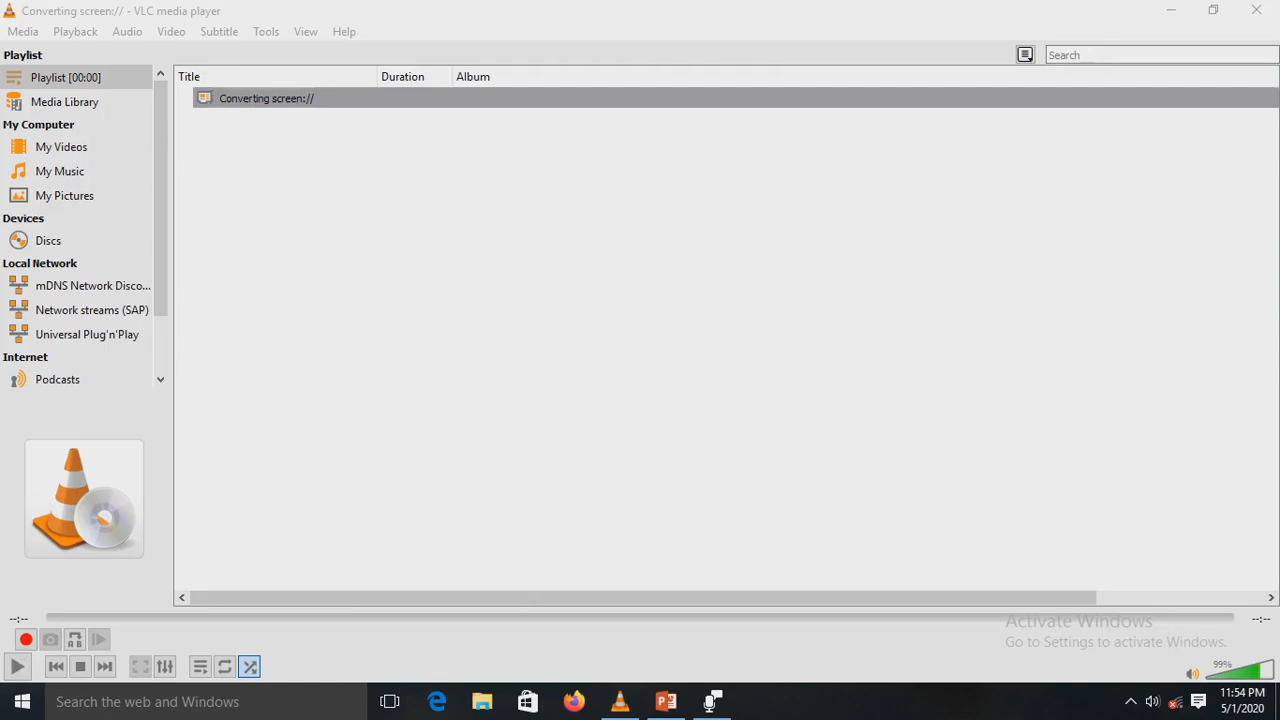 Converting screen:// - VLC media player
Media Playback Audio Video Subtitle Tools View Help
Playlist
Search
Playlist [00:00]
Title Duration Album
Converting screen://
Media Library
My Computer
My Videos
My Music
My Pictures
Devices
Discs
Local Network
mDNS Network Disco...
Network streams (SAP)
Universal Plug'n'Play
Internet
Podcasts
--:-- --:--
Activate Windows
Go to Settings to activate Windows.
A B
99%
Search the web and Windows
11:54 PM
5/1/2020